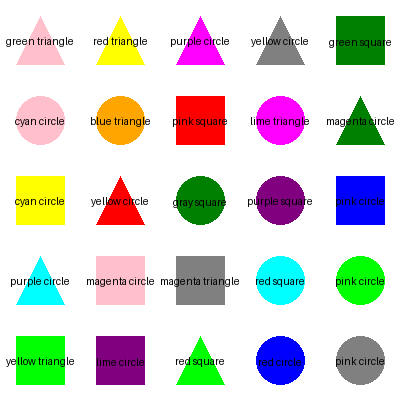 green triangle red triangle purple circle yellow circle green square
cyan circle blue triangle pink square lime triangle magenta circle
cyan circle yellow circle gray square purple square pink circle
purple circle magenta circle magenta triangle red square pink circle
yellow triangle lime circle red square red circle pink circle